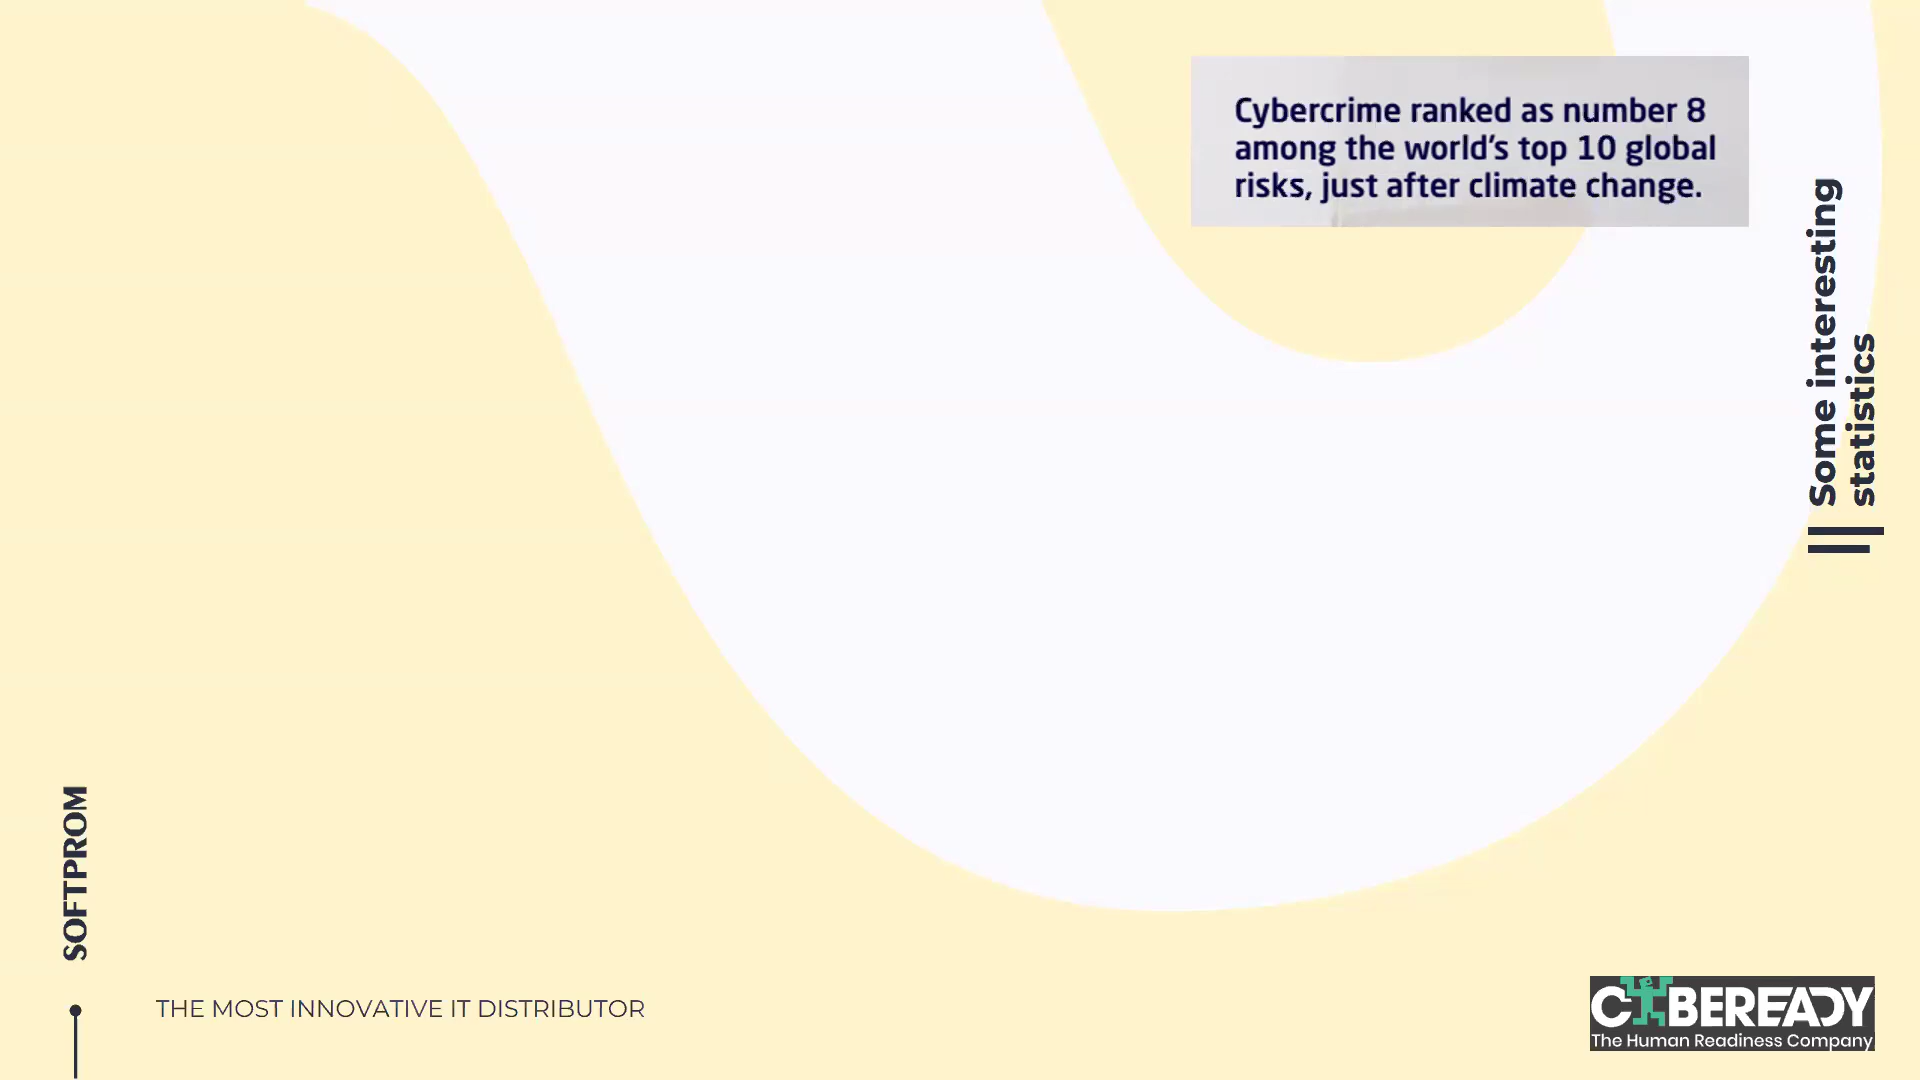 Cybercrime ranked as number 8
among the world's top 10 global
risks, just after climate change.
Some interesting
statistics
SOFTPROM
THE MOST INNOVATIVE IT DISTRIBUTOR
CYBEREADY
The Human Readiness Company